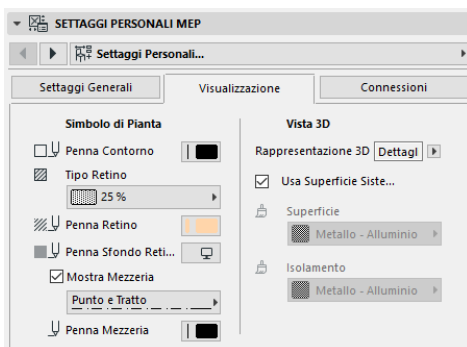 SETTAGGI PERSONALI MEP
Settaggi Personali...
Settaggi Generali
Visualizzazione
Connessioni
Simbolo di Pianta
Penna Contorno
Tipo Retino
25 %
Penna Retino
Penna Sfondo Reti...
Mostra Mezzeria
Punto e Tratto
Penna Mezzeria
Vista 3D
Rappresentazione 3D Dettagl
Usa Superficie Siste...
Superficie
Metallo - Alluminio
Isolamento
Metallo - Alluminio